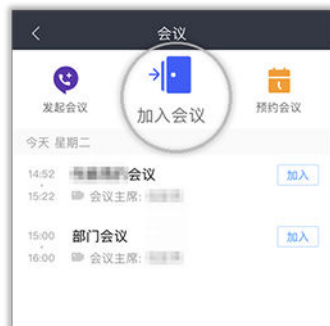 会议
发起会议
加入会议
预约会议
今天 星期二
14:52
会议
加入
15:22
会议主席:
15:00
部门会议
加入
16:00
会议主席: